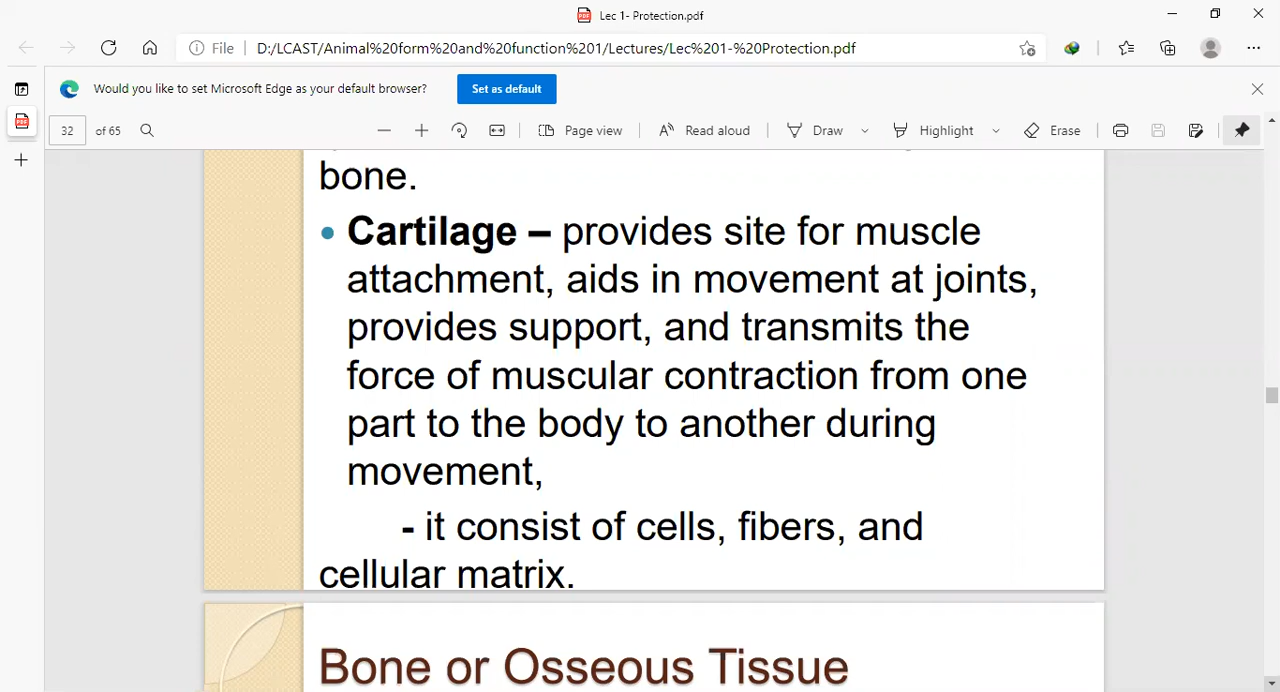 Lec 1- Protection.pdf
File D:/LCAST/Animal%20form%20and%20function%201/Lectures/Lec%201-%20Protection.pdf
Would you like to set Microsoft Edge as your default browser? Set as default
32 of 65 Page view Read aloud Draw Highlight Erase
bone.
• Cartilage – provides site for muscle
attachment, aids in movement at joints,
provides support, and transmits the
force of muscular contraction from one
part to the body to another during
movement,
- it consist of cells, fibers, and
cellular matrix.
Bone or Osseous Tissue